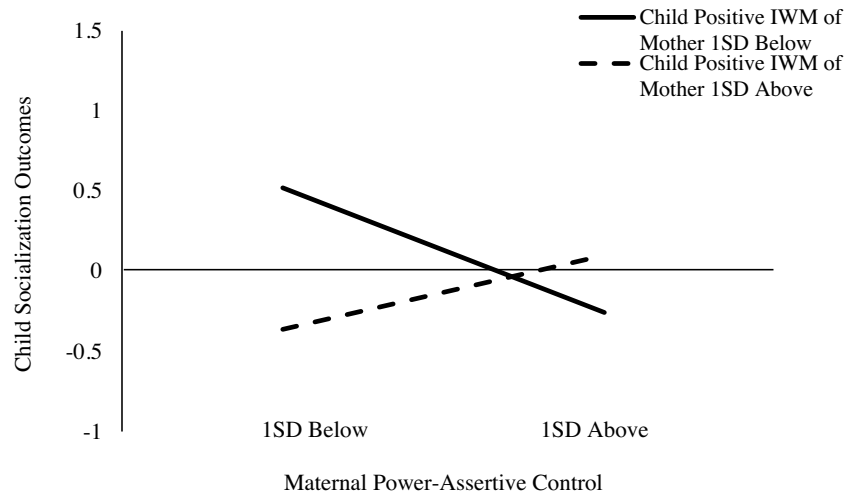 Child Positive IWM of
Mother 1SD Below
Child Positive IWM of
Mother 1SD Above
Child Socialization Outcomes
1.5
1
0.5
0
-0.5
-1
1SD Below
1SD Above
Maternal Power-Assertive Control